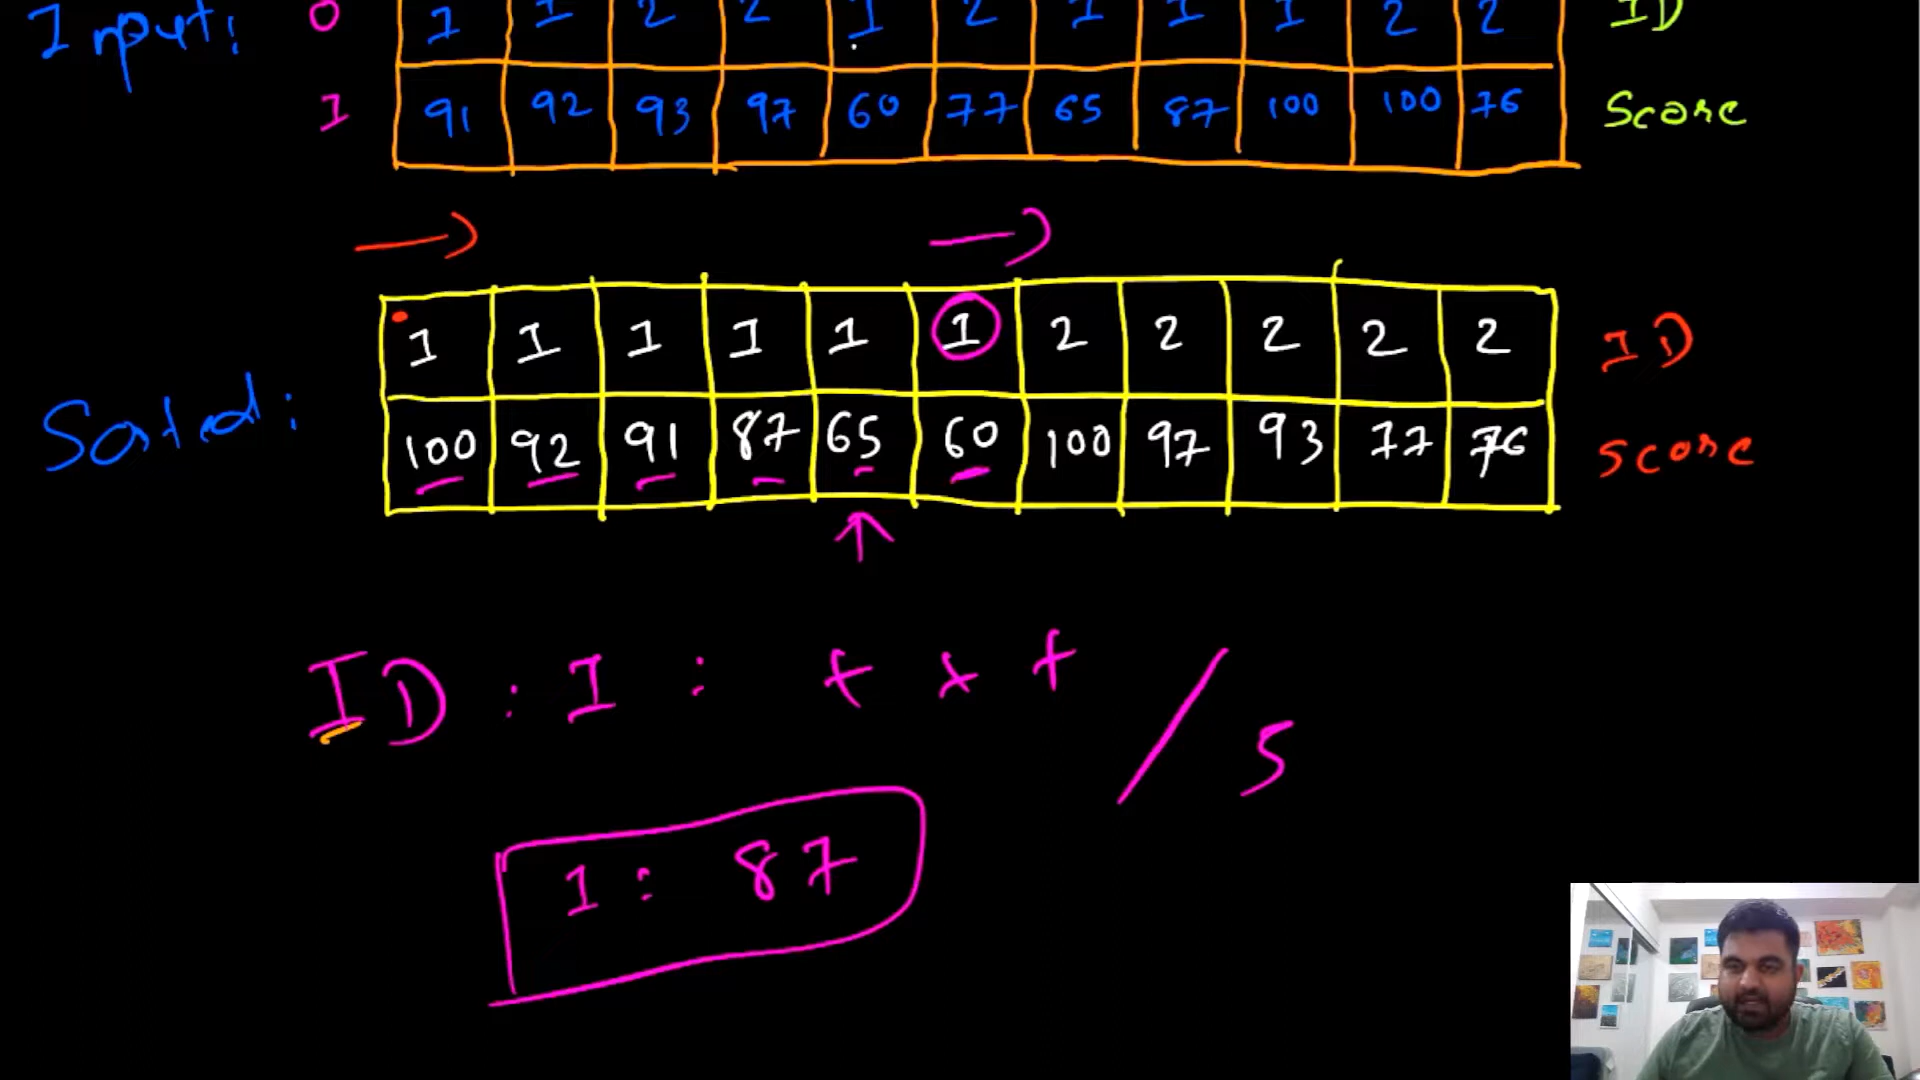 Input: 0 1 1 2 2 1 2 1 1 1 2 2 ID
1 91 92 93 97 60 77 65 87 100 100 76 Score
1 1 1 1 1 1 2 2 2 2 2 ID
Sorted: 100 92 91 87 65 60 100 97 93 77 76 score
ID : 1 : + + + / 5
1 : 87